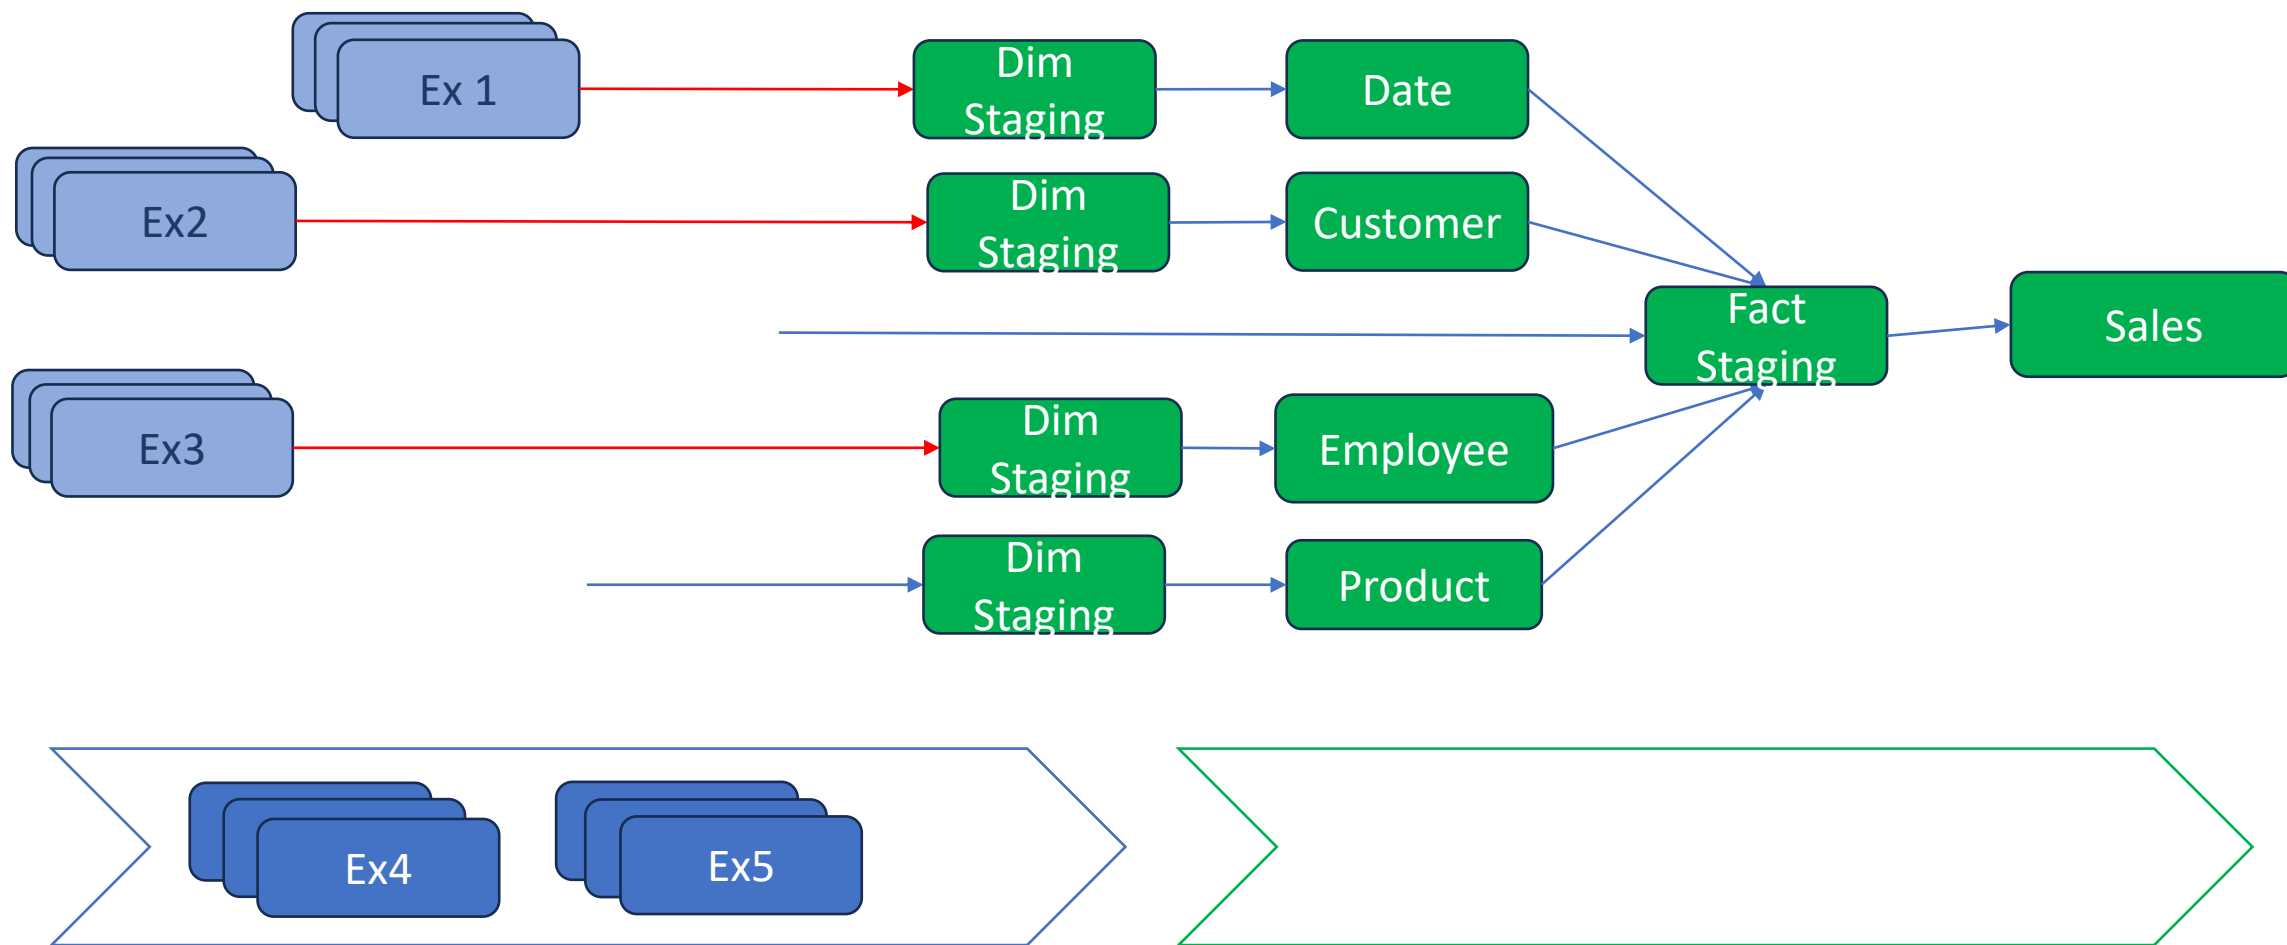 Ex 1
Dim
Staging
Date
Ex2
Dim
Staging
Customer
Fact
Staging
Sales
Ex3
Dim
Staging
Employee
Dim
Staging
Product
Ex4
Ex5